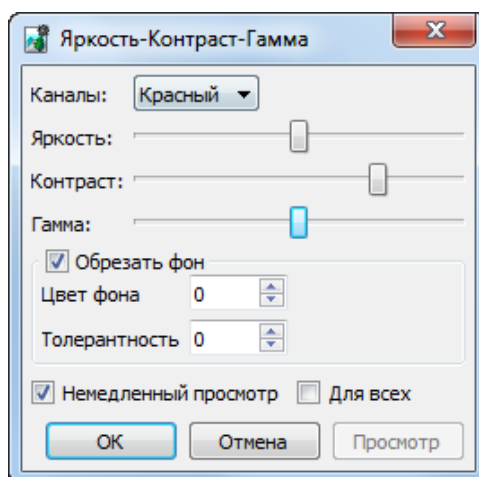 Яркость-Контраст-Гамма
Каналы: Красный
Яркость:
Контраст:
Гамма:
Обрезать фон
Цвет фона 0
Толерантность 0
Немедленный просмотр Для всех
ОК Отмена Просмотр